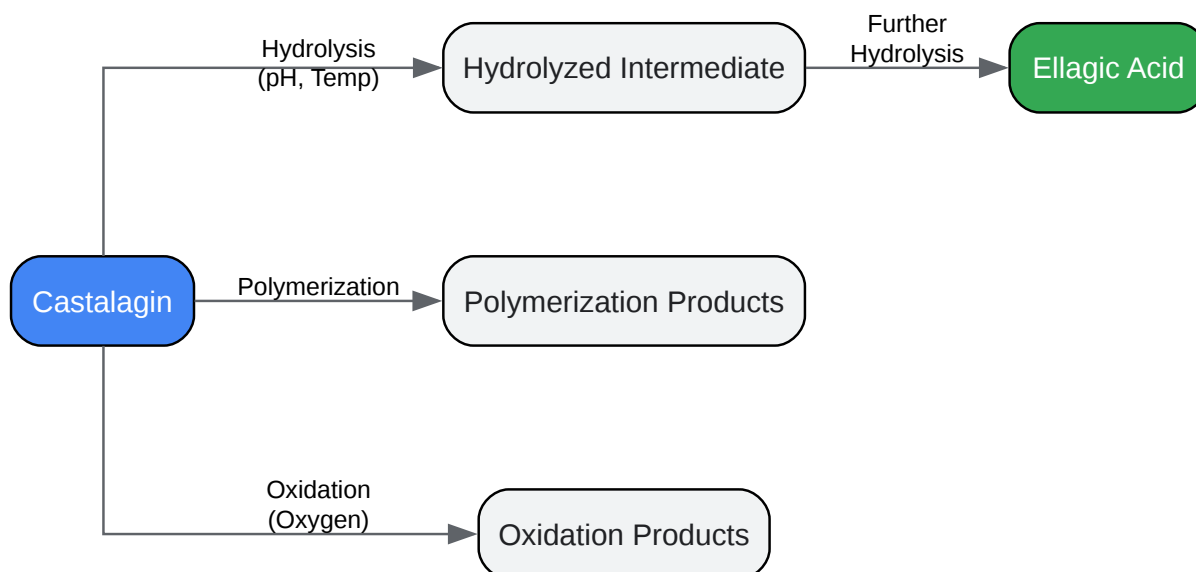 Further
Hydrolysis
Hydrolysis
(pH, Temp)
Hydrolyzed Intermediate
Ellagic Acid
Castalagin
Polymerization
Polymerization Products
Oxidation
(Oxygen)
Oxidation Products